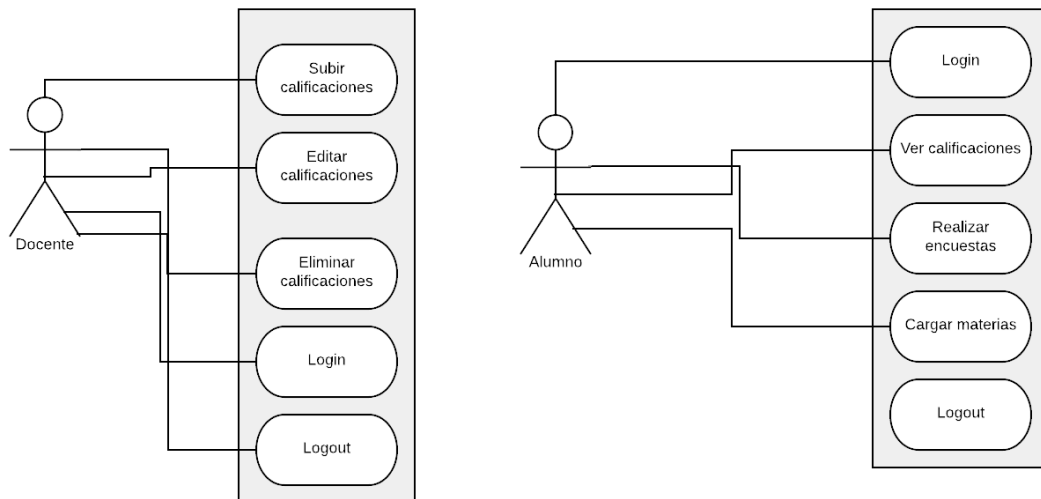 Subir
calificaciones
Editar
calificaciones
Docente
Eliminar
calificaciones
Login
Logout
Login
Ver calificaciones
Realizar
encuestas
Alumno
Cargar materias
Logout